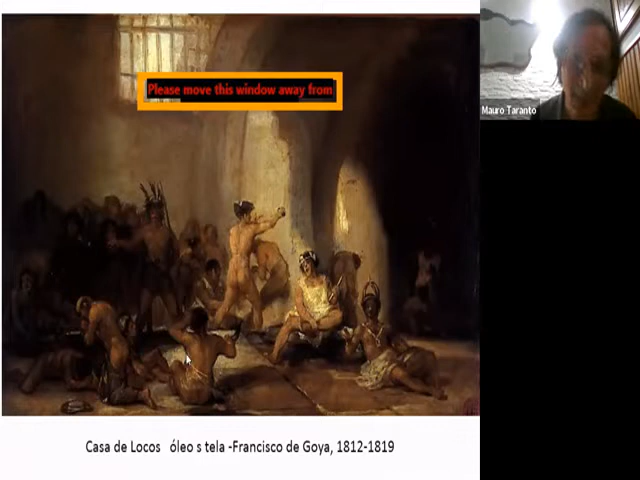 Please move this window away from
Mauro Taranto
Casa de Locos óleo s tela -Francisco de Goya, 1812-1819